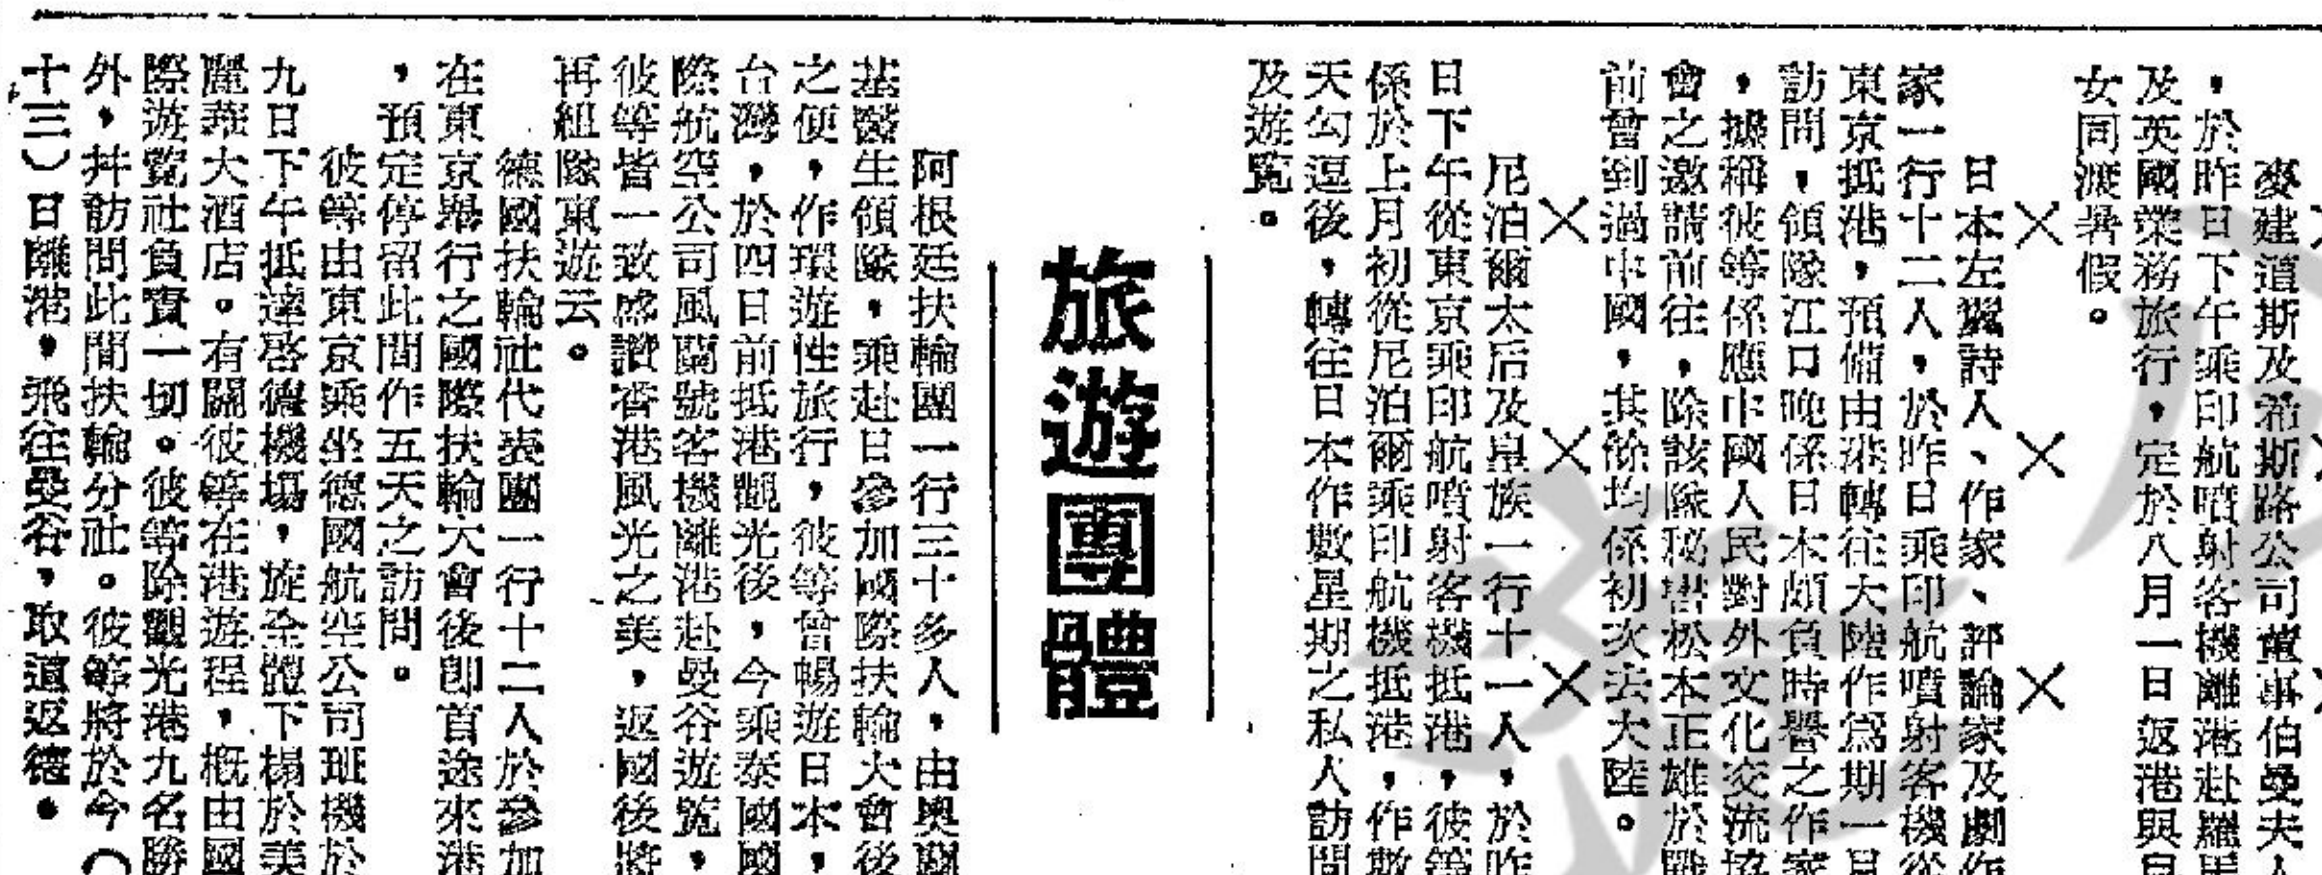 麥建道斯及希斯路公司董事伯曼夫人
，於昨日下午乘印航噴射客機離港赴羅馬
及英國業務旅行，定於八月一日返港與
女同渡暑假。
× × ×
日本左翼詩人、作家、評論家及劇作
家一行十二人，於昨日乘印航噴射客機從
東京抵港，預備由港轉往大陸作為期一月
訪問，領隊江口晚係日本頗負時譽之作家
，據稱彼等係應中國人民對外文化交流協
會之邀請前往，除該隊秘書松本正雄於戰
前曾到過中國，其餘均係初次去大陸。
× × ×
尼泊爾太后及皇族一行十一人，於昨
日下午從東京乘印航噴射客機抵港，彼等
係於上月初從尼泊爾乘印航機抵港，作數
天勾逗後，轉往日本作數星期之私人訪問
及遊覽。
旅遊團體
阿根廷扶輪團一行三十多人，由奧爾
基醫生領隊，乘赴日參加國際扶輪大會後
之便，作環遊性旅行，彼等曾暢遊日本，
台灣，於四日前抵港觀光後，今乘泰國國
際航空公司風蘭號客機離港赴曼谷遊覽，
彼等皆一致盛讚香港風光之美，返國後將
再組隊東遊云。
德國扶輪社代表團一行十二人於參加
在東京舉行之國際扶輪大會後卽首途來港
，預定停留此間作五天之訪問。
彼等由東京乘坐德國航空公司班機於
九日下午抵達啓德機場，旋全體下榻於美
麗華大酒店。有關彼等在港遊程，概由國
際遊覽社負責一切。彼等除觀光港九名勝
外，幷訪問此間扶輪分社。彼等將於今（
十三）日離港，飛往曼谷，取道返德。